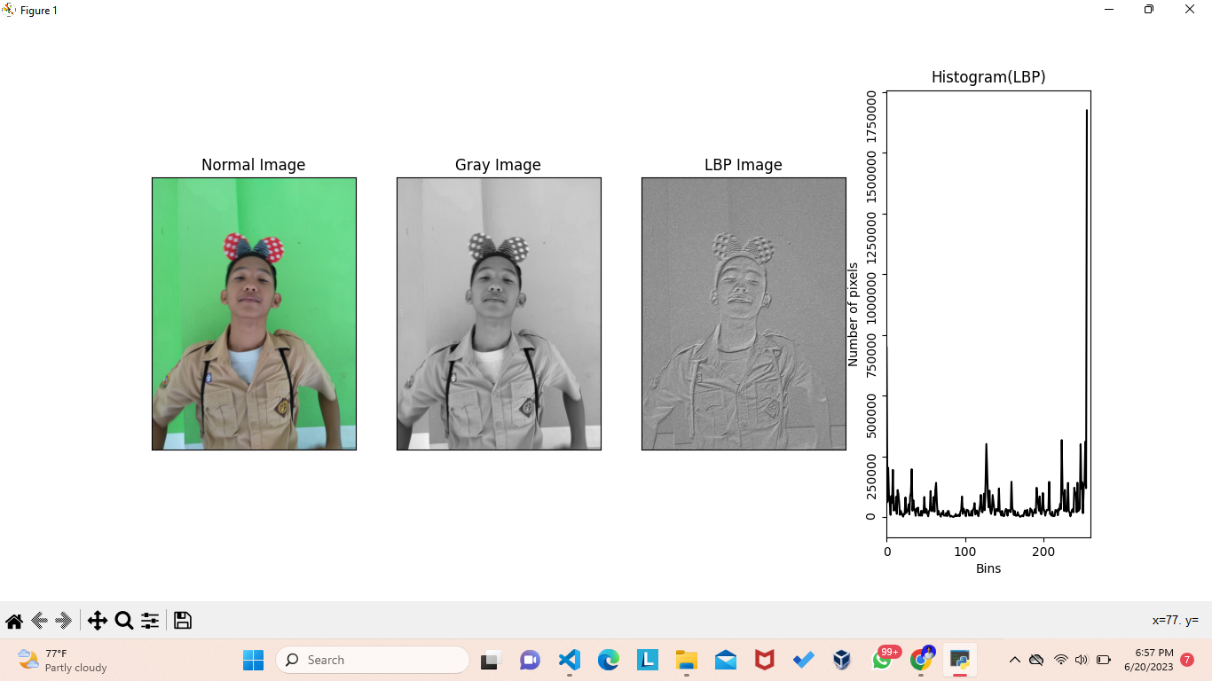 Figure 1
Histogram(LBP)
Normal Image
Gray Image
LBP Image
1750000
1500000
1250000
1000000
750000
500000
250000
0
Number of pixels
0 100 200
Bins
x=77. y=
77°F
Partly cloudy
Search
L
99+
6:57 PM
6/20/2023
7